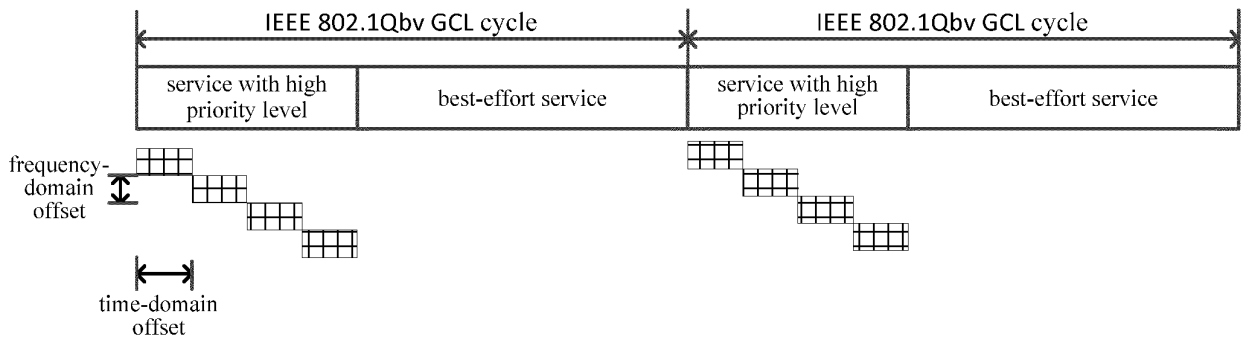 IEEE 802.1Qbv GCL cycle
IEEE 802.1Qbv GCL cycle
service with high
priority level
best-effort service
service with high
priority level
best-effort service
frequency-
domain
offset
time-domain
offset